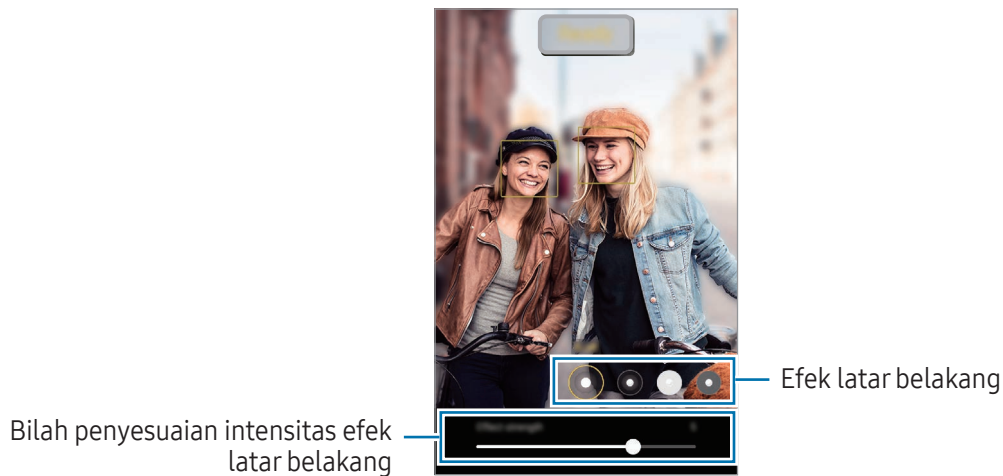 Efek latar belakang
Bilah penyesuaian intensitas efek
latar belakang